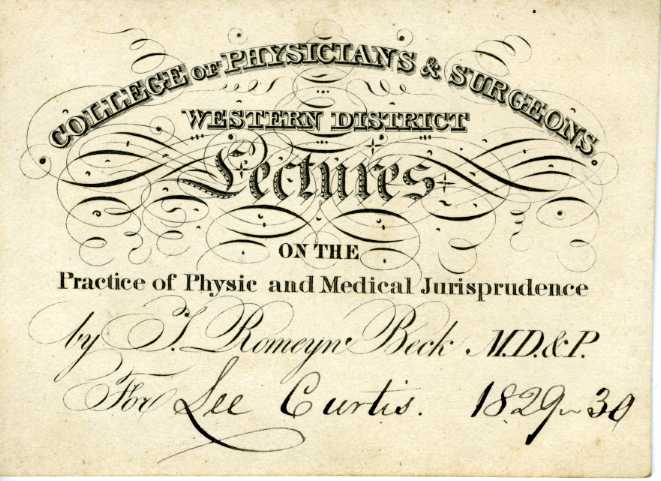 COLLEGE OF PHYSICIANS & SURGEONS.
WESTERN DISTRICT
Lectures
ON THE
Practice of Physic and Medical Jurisprudence
by T. Romeyn Beck M.D. & P.
For Lee Curtis. 1829-30